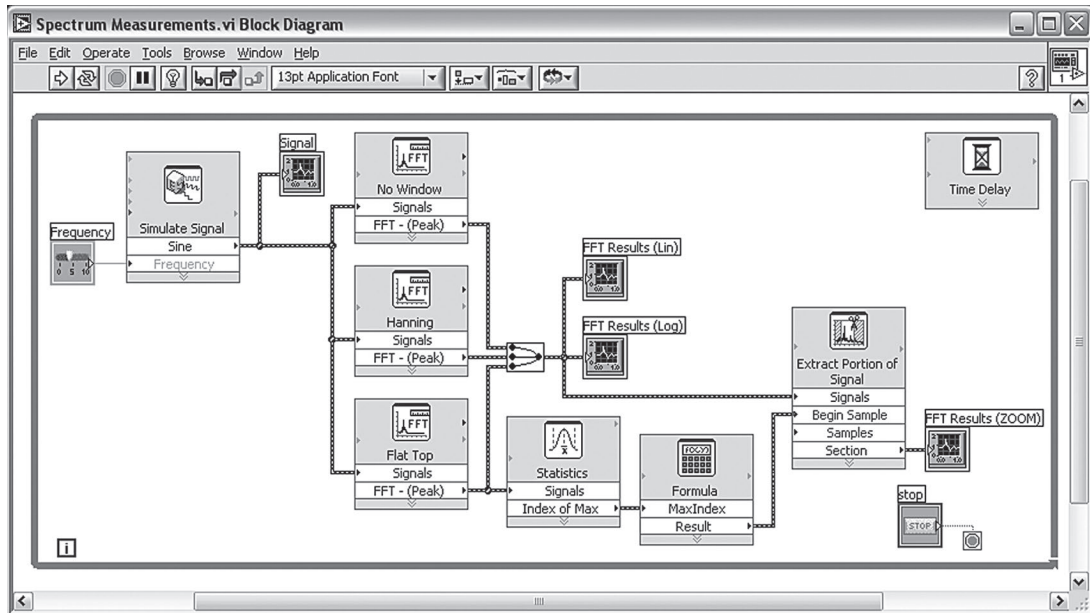 Spectrum Measurements.vi Block Diagram
File Edit Operate Tools Browse Window Help
13pt Application Font
?
1
Signal
FFT
No Window
Signals
FFT - (Peak)
Simulate Signal
Sine
Frequency
Frequency
0 5 10
FFT
Hanning
Signals
FFT - (Peak)
FFT
Flat Top
Signals
FFT - (Peak)
FFT Results (Lin)
FFT Results (Log)
Statistics
Signals
Index of Max
Formula
MaxIndex
Result
Extract Portion of
Signal
Signals
Begin Sample
Samples
Section
FFT Results (ZOOM)
Time Delay
stop
STOP
i